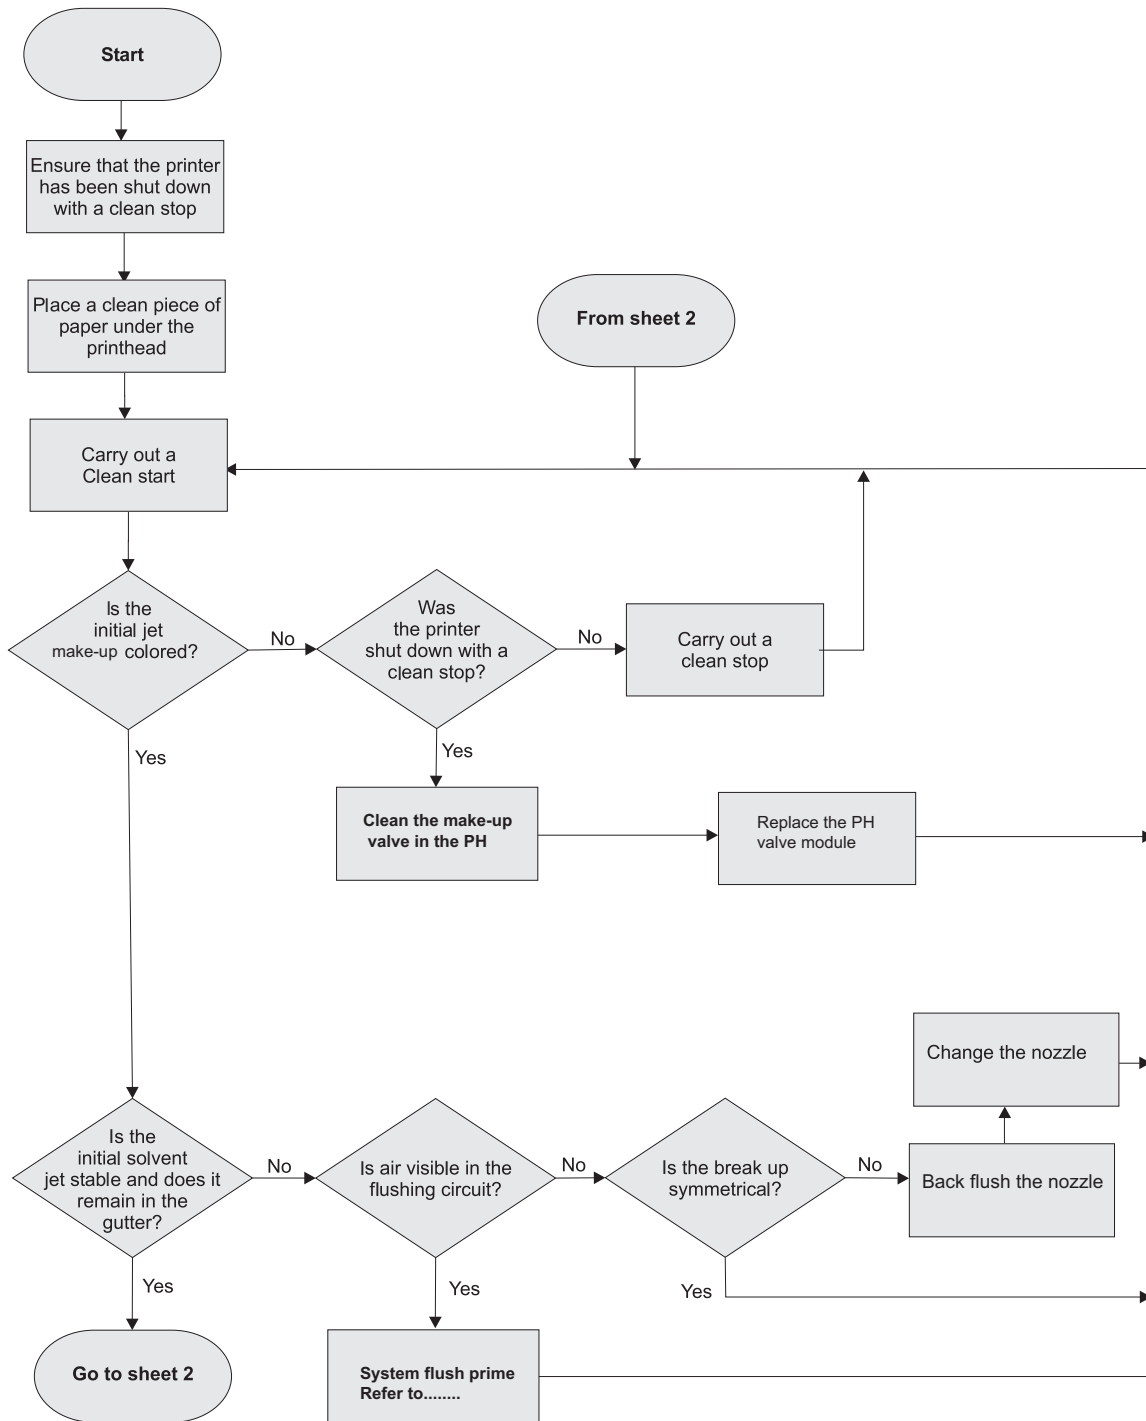 Start
Ensure that the printer
has been shut down
with a clean stop
Place a clean piece of
paper under the
printhead
From sheet 2
Carry out a
Clean start
Is the
initial jet
make-up colored?
No
Was
the printer
shut down with a
clean stop?
No
Carry out a
clean stop
Yes
Yes
Clean the make-up
valve in the PH
Replace the PH
valve module
Change the nozzle
Is the
initial solvent
jet stable and does it
remain in the
gutter?
No
Is air visible in the
flushing circuit?
No
Is the break up
symmetrical?
No
Back flush the nozzle
Yes
Yes
Yes
Go to sheet 2
System flush prime
Refer to........